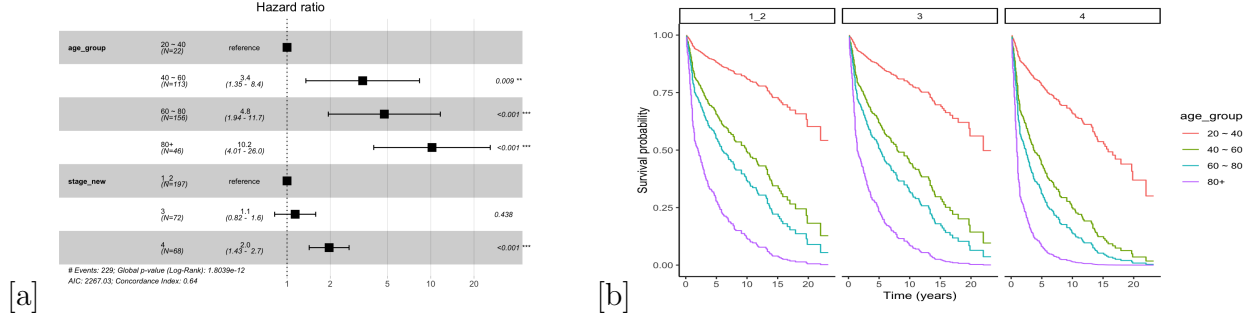 Hazard ratio
age_group 20 ~ 40 reference
(N=22)
40 ~ 60 3.4 0.009 **
(N=113) (1.35 - 8.4)
60 ~ 80 4.8 <0.001 ***
(N=156) (1.94 - 11.7)
80+ 10.2 <0.001 ***
(N=46) (4.01 - 26.0)
stage_new 1_2 reference
(N=197)
3 1.1 0.438
(N=72) (0.82 - 1.6)
4 2.0 <0.001 ***
(N=68) (1.43 - 2.7)
# Events: 229; Global p-value (Log-Rank): 1.8039e-12
AIC: 2267.03; Concordance Index: 0.64
1 2 5 10 20
[a]
1_2 3 4
Survival probability
1.00
0.75
0.50
0.25
0.00
0 5 10 15 20 0 5 10 15 20 0 5 10 15 20
Time (years)
age_group
20 ~ 40
40 ~ 60
60 ~ 80
80+
[b]